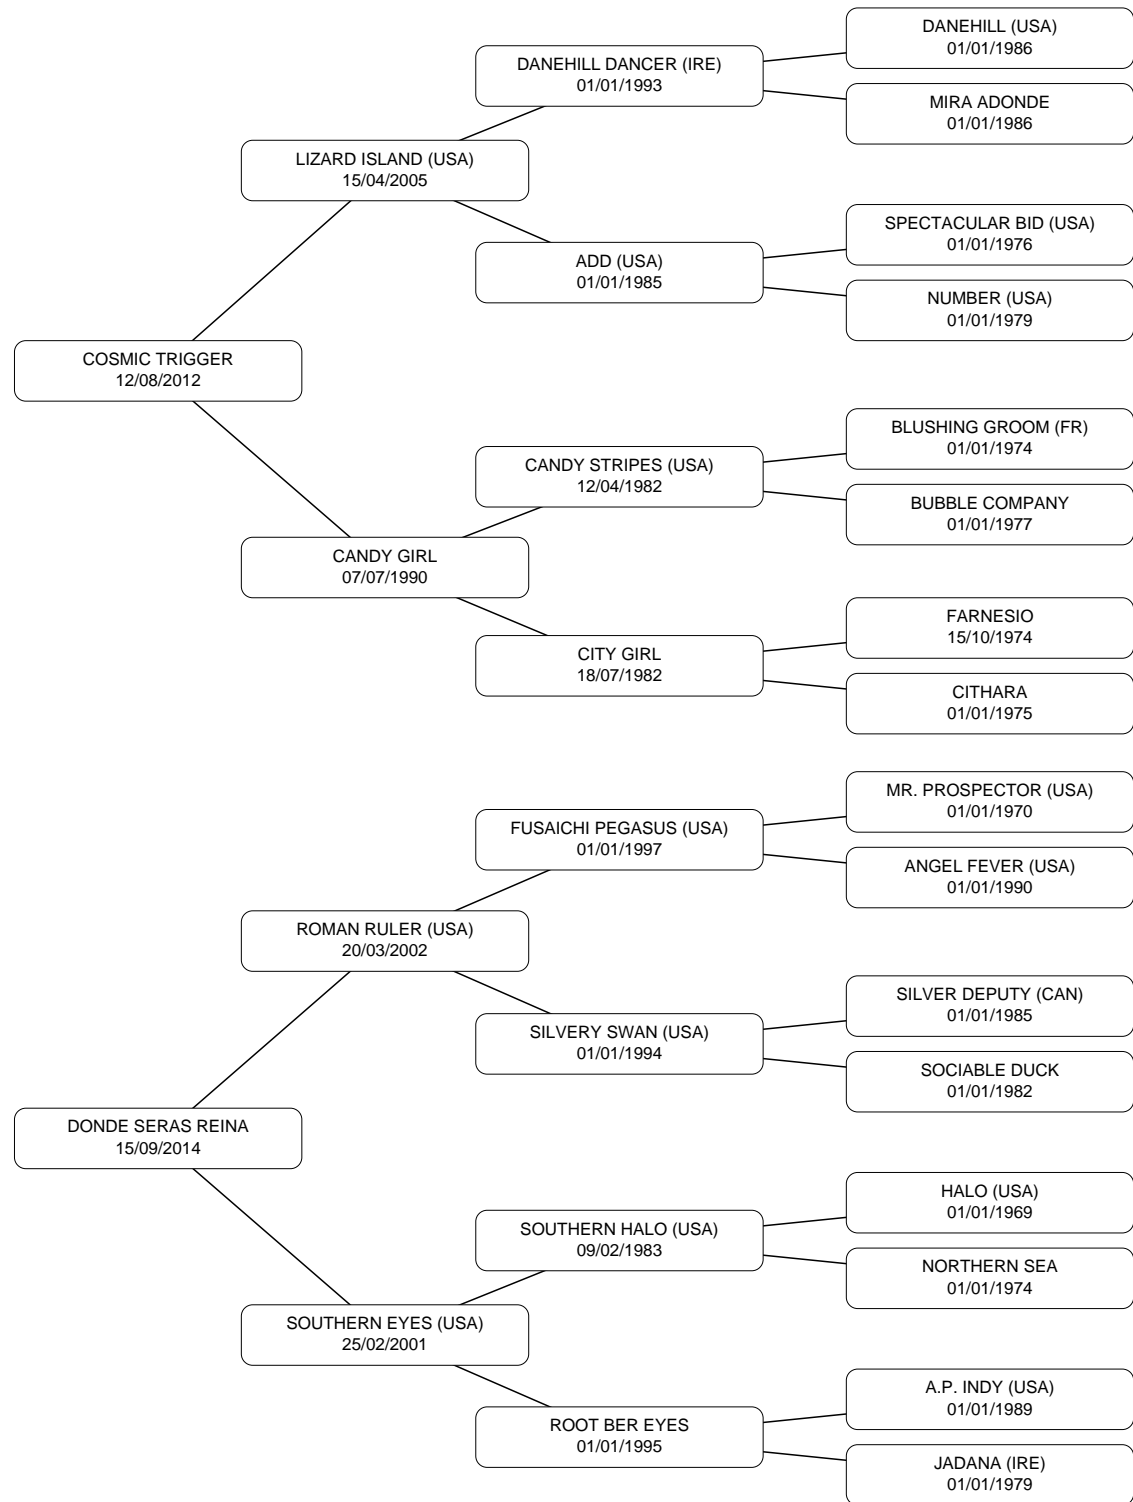 DANEHILL (USA)
01/01/1986
DANEHILL DANCER (IRE)
01/01/1993
MIRA ADONDE
01/01/1986
LIZARD ISLAND (USA)
15/04/2005
SPECTACULAR BID (USA)
01/01/1976
ADD (USA)
01/01/1985
NUMBER (USA)
01/01/1979
COSMIC TRIGGER
12/08/2012
BLUSHING GROOM (FR)
01/01/1974
CANDY STRIPES (USA)
12/04/1982
BUBBLE COMPANY
01/01/1977
CANDY GIRL
07/07/1990
FARNESIO
15/10/1974
CITY GIRL
18/07/1982
CITHARA
01/01/1975
MR. PROSPECTOR (USA)
01/01/1970
FUSAICHI PEGASUS (USA)
01/01/1997
ANGEL FEVER (USA)
01/01/1990
ROMAN RULER (USA)
20/03/2002
SILVER DEPUTY (CAN)
01/01/1985
SILVERY SWAN (USA)
01/01/1994
SOCIABLE DUCK
01/01/1982
DONDE SERAS REINA
15/09/2014
HALO (USA)
01/01/1969
SOUTHERN HALO (USA)
09/02/1983
NORTHERN SEA
01/01/1974
SOUTHERN EYES (USA)
25/02/2001
A.P. INDY (USA)
01/01/1989
ROOT BER EYES
01/01/1995
JADANA (IRE)
01/01/1979